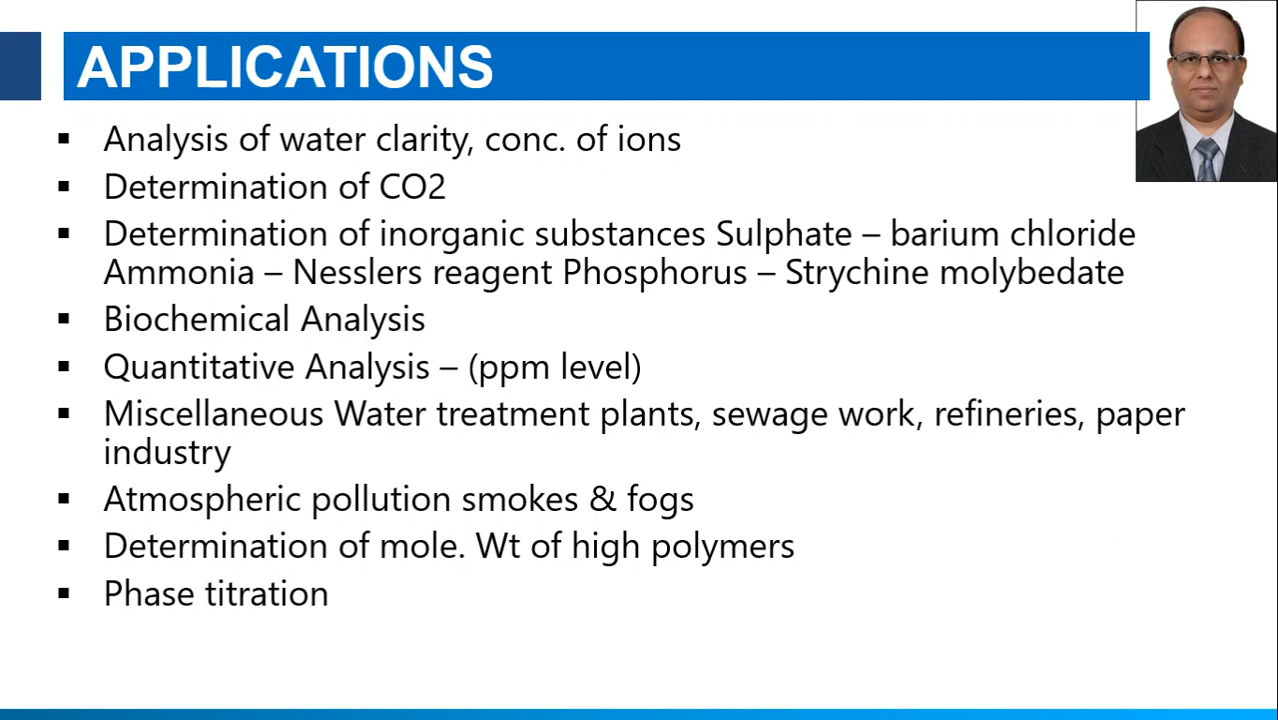 APPLICATIONS
▪ Analysis of water clarity, conc. of ions
▪ Determination of CO2
▪ Determination of inorganic substances Sulphate – barium chloride
Ammonia – Nesslers reagent Phosphorus – Strychine molybedate
▪ Biochemical Analysis
▪ Quantitative Analysis – (ppm level)
▪ Miscellaneous Water treatment plants, sewage work, refineries, paper
industry
▪ Atmospheric pollution smokes & fogs
▪ Determination of mole. Wt of high polymers
▪ Phase titration